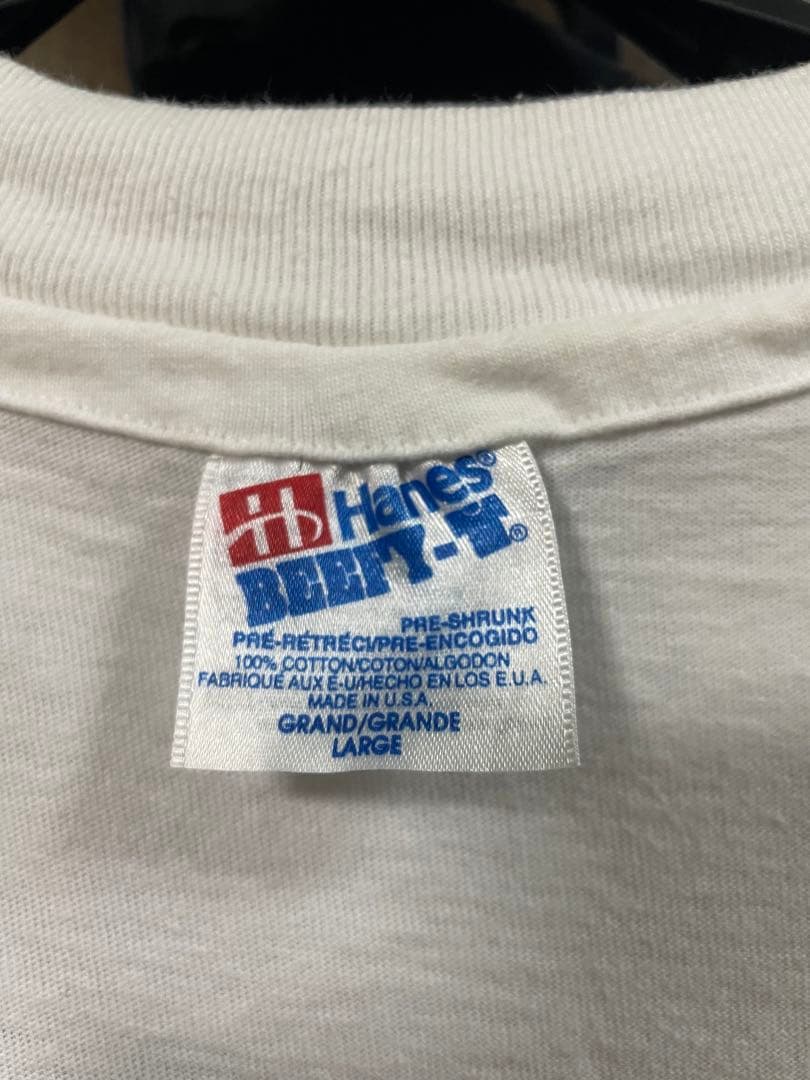 H Hanes®
BEEFY-T®
PRE-SHRUNK
PRÉ-RÉTRÉCI/PRE-ENCOGIDO
100% COTTON/COTON/ALGODON
FABRIQUÉ AUX E-U/HECHO EN LOS E.U.A.
MADE IN U.S.A.
GRAND/GRANDE
LARGE